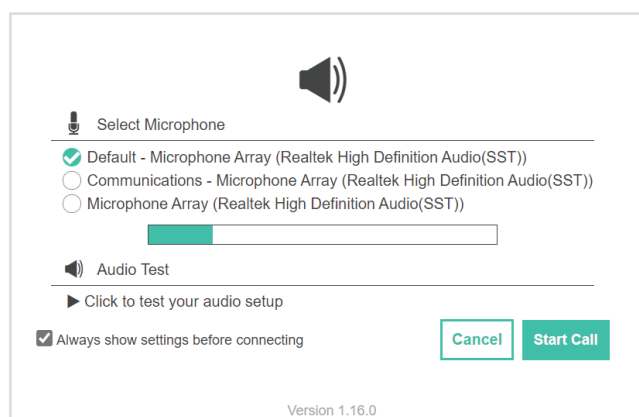 Select Microphone
Default - Microphone Array (Realtek High Definition Audio(SST))
Communications - Microphone Array (Realtek High Definition Audio(SST))
Microphone Array (Realtek High Definition Audio(SST))
Audio Test
Click to test your audio setup
Always show settings before connecting
Cancel
Start Call
Version 1.16.0